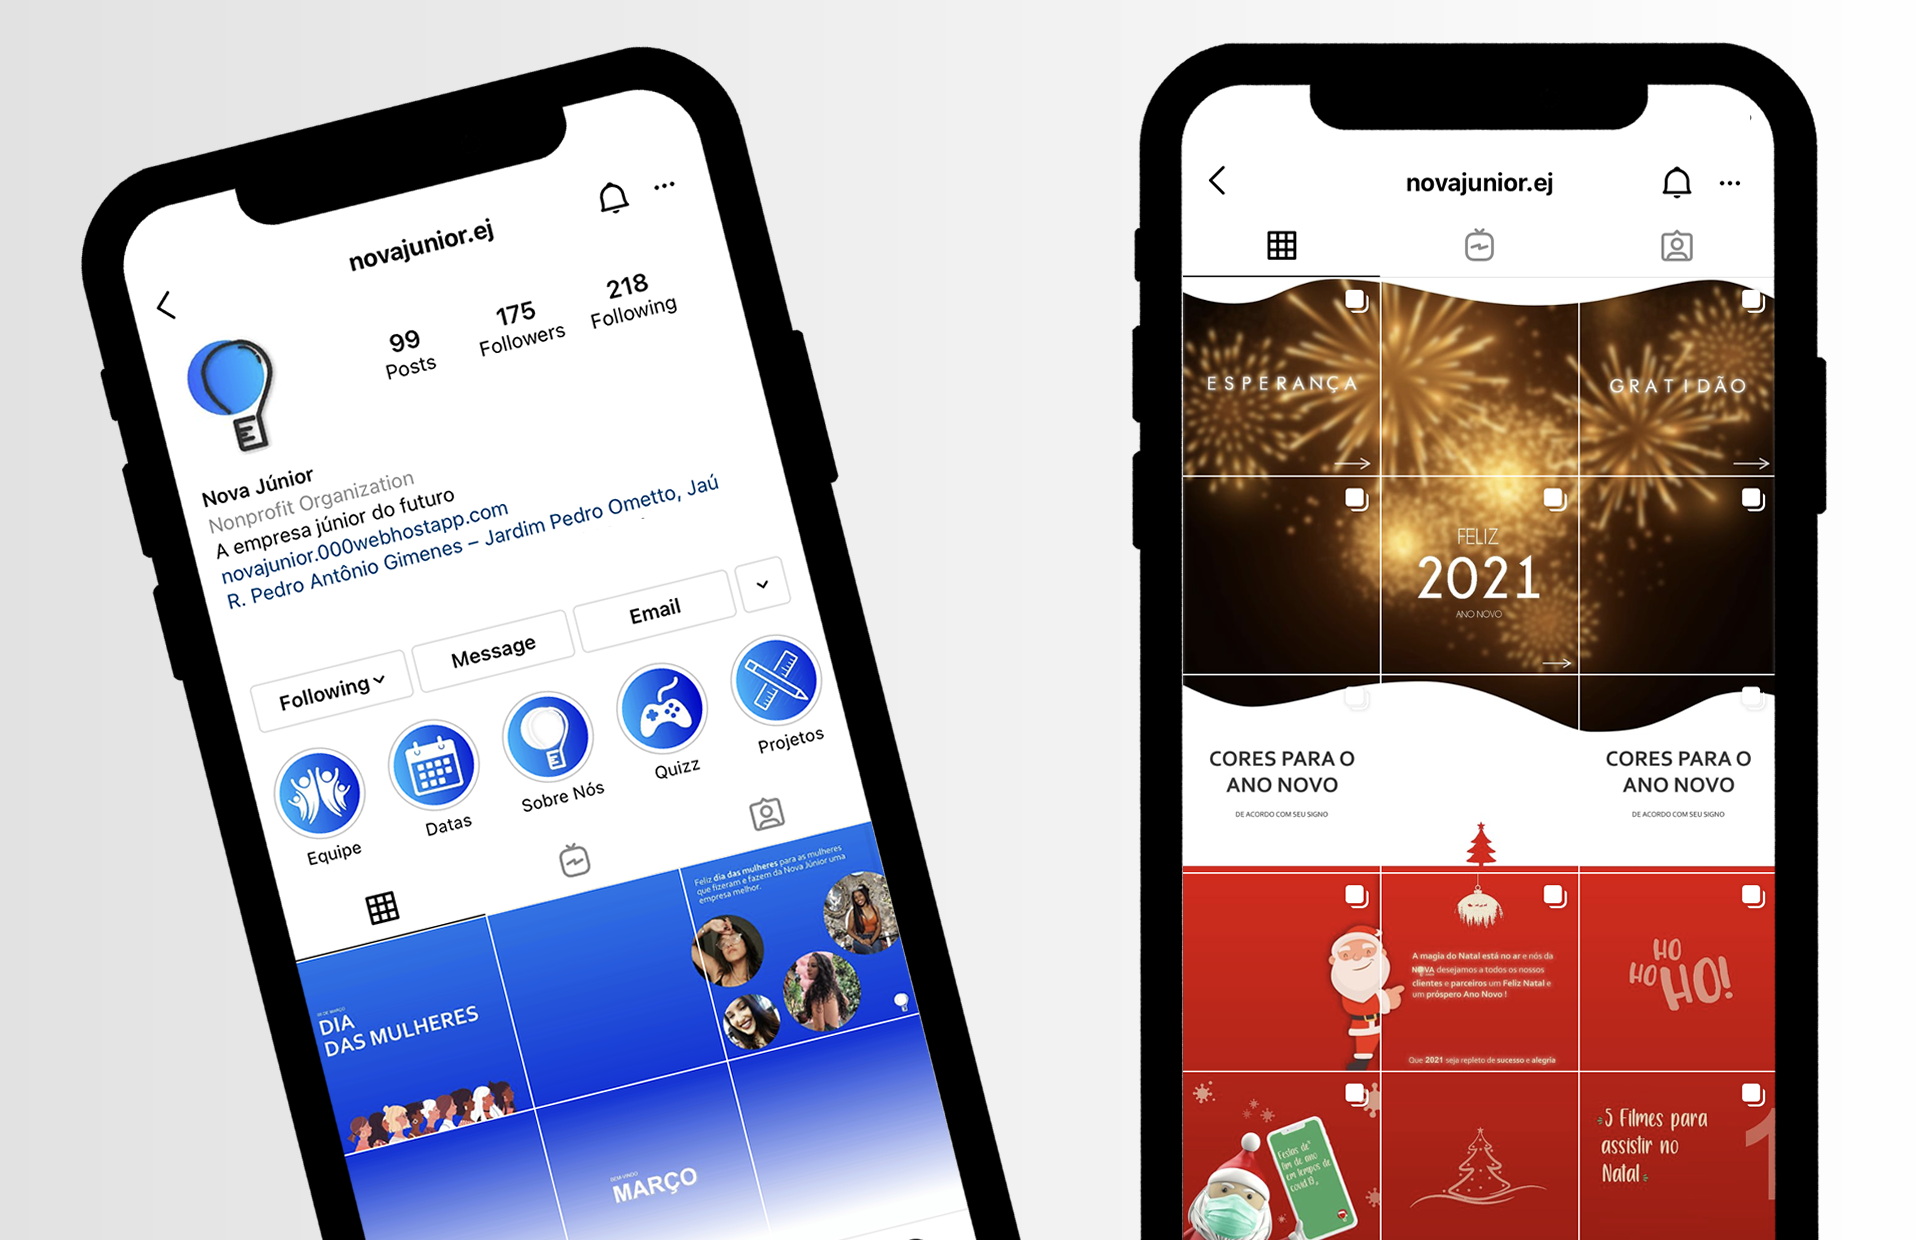 novajunior.ej
99
Posts
175
Followers
218
Following
Nova Júnior
Nonprofit Organization
A empresa júnior do futuro
novajunior.000webhostapp.com
R. Pedro Antônio Gimenes – Jardim Pedro Ometto, Jaú
Following
Message
Email
Equipe
Datas
Sobre Nós
Quizz
Projetos
08 DE MARÇO
DIA
DAS MULHERES
Feliz dia das mulheres para as mulheres
que fizeram e fazem da Nova Júnior uma
empresa melhor.
BEM VINDO
MARÇO
novajunior.ej
ESPERANÇA
GRATIDÃO
FELIZ
2021
ANO NOVO
CORES PARA O
ANO NOVO
DE ACORDO COM SEU SIGNO
CORES PARA O
ANO NOVO
DE ACORDO COM SEU SIGNO
A magia do Natal está no ar e nós da
NOVA desejamos a todos os nossos
clientes e parceiros um Feliz Natal e
um próspero Ano Novo !
Que 2021 seja repleto de sucesso e alegria
HO
HO HO!
Festas de
fim de ano
em tempos de
covid 19.
5 Filmes para
assistir no
Natal
1